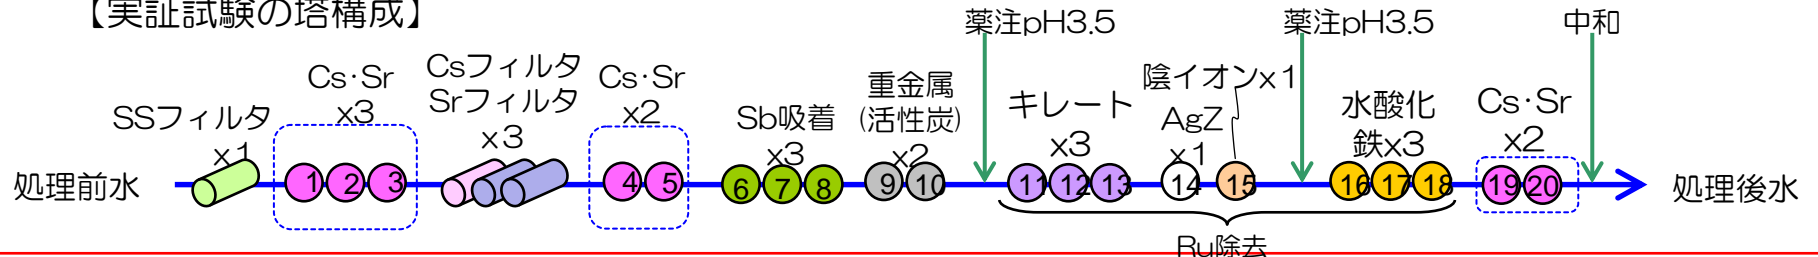 【実証試験の塔構成】
薬注pH3.5
薬注pH3.5
中和
処理前水
SSフィルタ
x1
Cs･Sr
x3
1 2 3
Csフィルタ
Srフィルタ
x3
Cs･Sr
x2
4 5
Sb吸着
x3
6 7 8
重金属
(活性炭)
x2
9 10
キレート
x3
11 12 13
AgZ
x1
14
陰イオンx1
15
水酸化
鉄x3
16 17 18
Cs･Sr
x2
19 20
処理後水
Ru除去